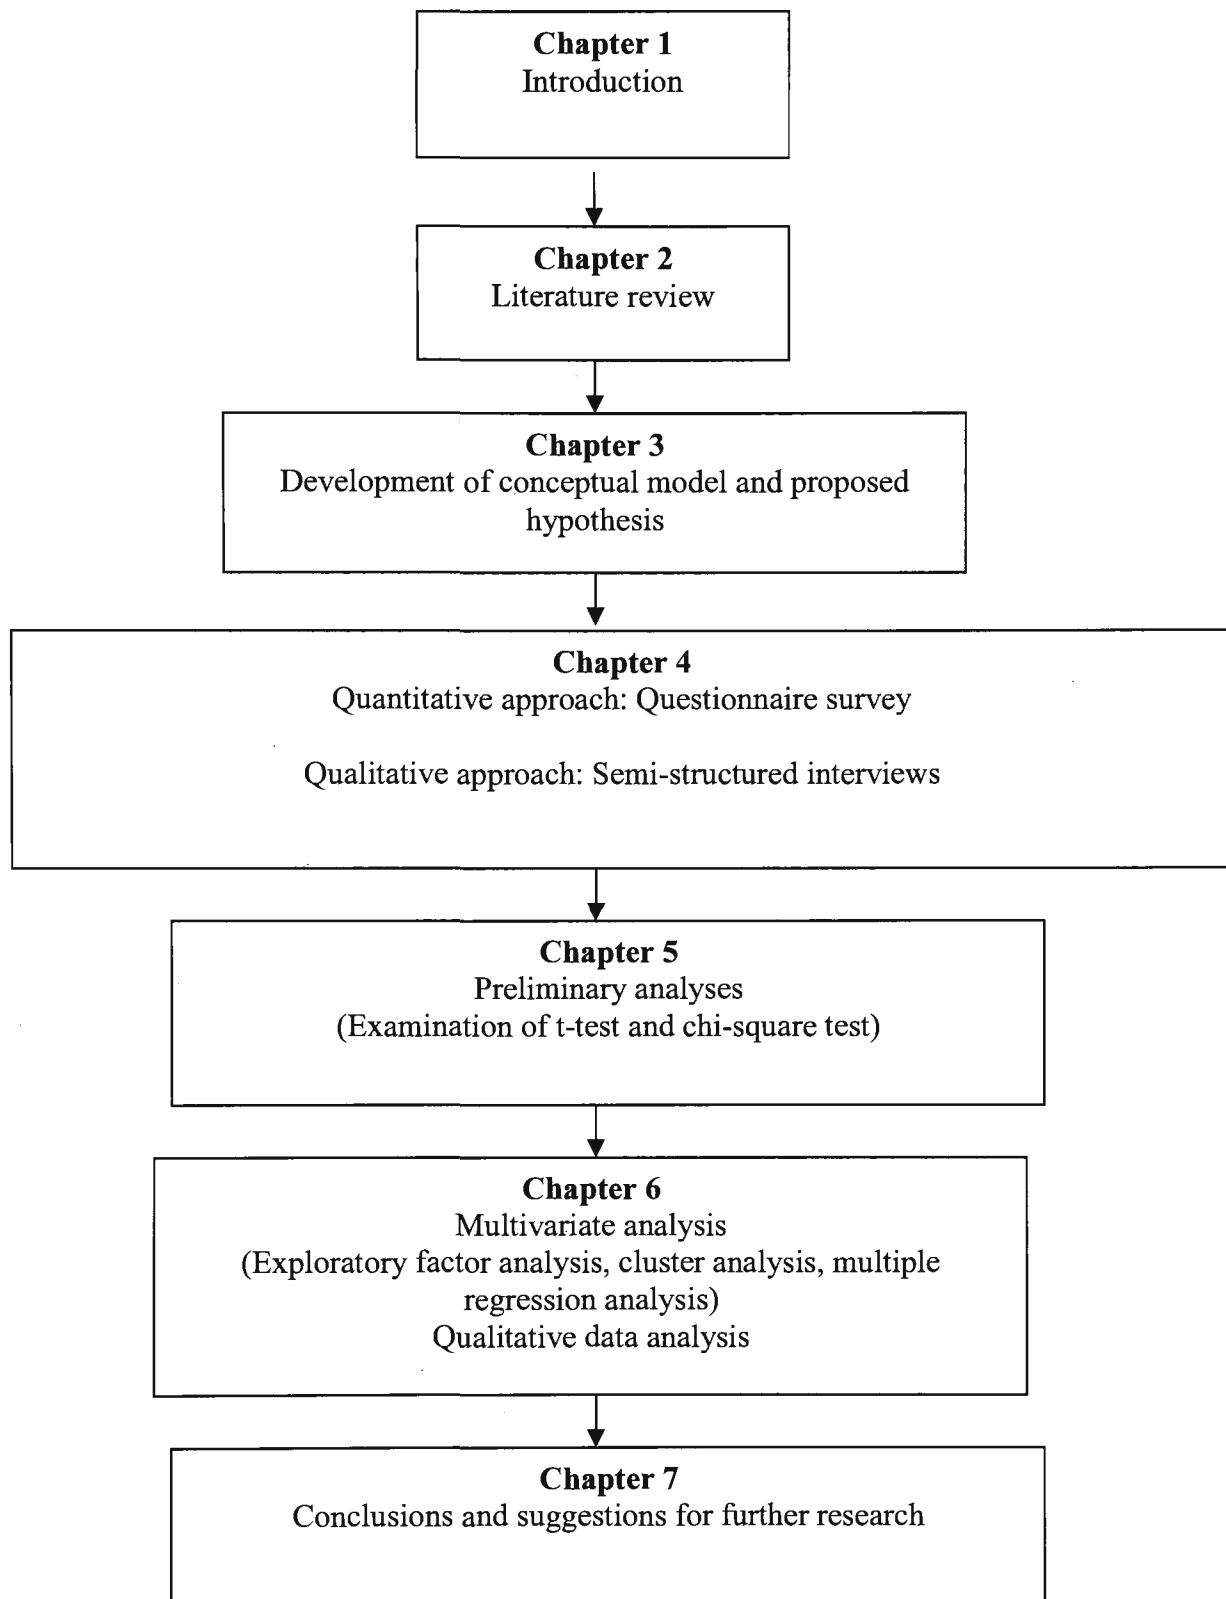 Chapter 1
Introduction
Chapter 2
Literature review
Chapter 3
Development of conceptual model and proposed
hypothesis
Chapter 4
Quantitative approach: Questionnaire survey
Qualitative approach: Semi-structured interviews
Chapter 5
Preliminary analyses
(Examination of t-test and chi-square test)
Chapter 6
Multivariate analysis
(Exploratory factor analysis, cluster analysis, multiple
regression analysis)
Qualitative data analysis
Chapter 7
Conclusions and suggestions for further research